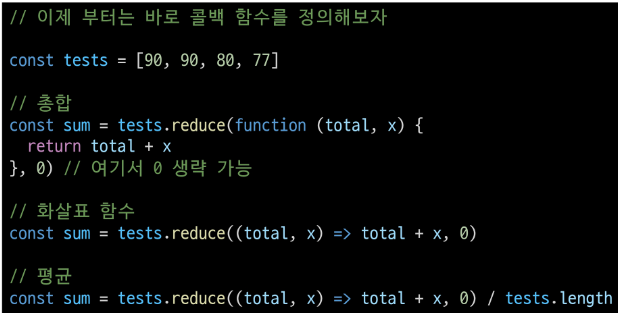 // 이제 부터는 바로 콜백 함수를 정의해보자
const tests = [90, 90, 80, 77]
// 총합
const sum = tests.reduce(function (total, x) {
  return total + x
}, 0) // 여기서 0 생략 가능
// 화살표 함수
const sum = tests.reduce((total, x) => total + x, 0)
// 평균
const sum = tests.reduce((total, x) => total + x, 0) / tests.length